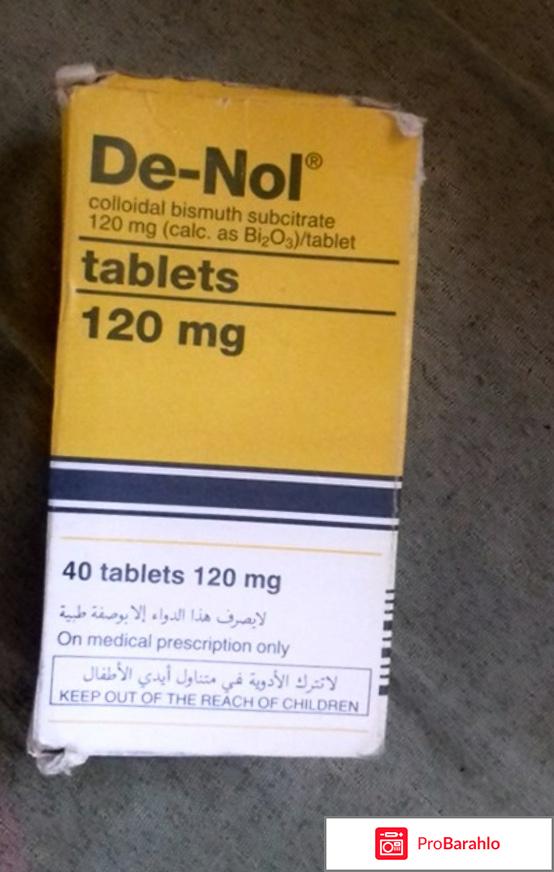 De-Nol®
colloidal bismuth subcitrate
120 mg (calc. as Bi₂O₃)/tablet
tablets
120 mg
40 tablets 120 mg
لايصرف هذا الدواء إلا بوصفة طبية
On medical prescription only
لاتترك الأدوية في متناول أيدي الأطفال
KEEP OUT OF THE REACH OF CHILDREN
ProBarahlo